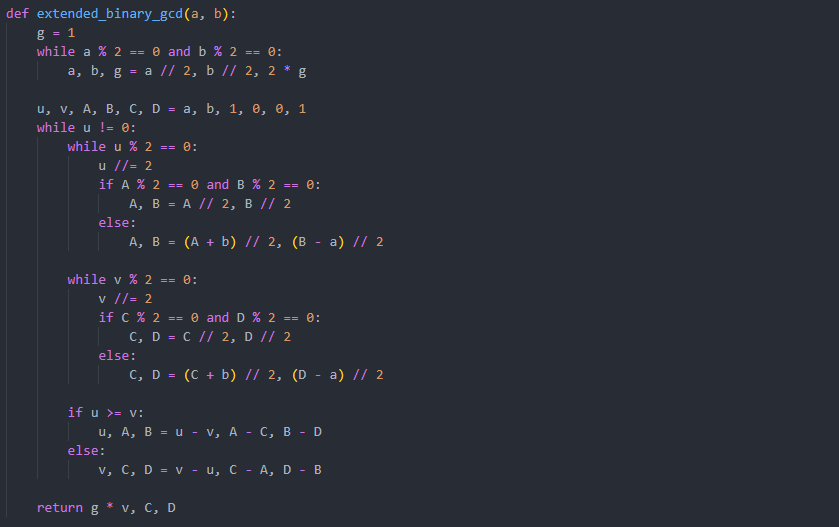 def extended_binary_gcd(a, b):
    g = 1
    while a % 2 == 0 and b % 2 == 0:
        a, b, g = a // 2, b // 2, 2 * g

    u, v, A, B, C, D = a, b, 1, 0, 0, 1
    while u != 0:
        while u % 2 == 0:
            u //= 2
            if A % 2 == 0 and B % 2 == 0:
                A, B = A // 2, B // 2
            else:
                A, B = (A + b) // 2, (B - a) // 2

        while v % 2 == 0:
            v //= 2
            if C % 2 == 0 and D % 2 == 0:
                C, D = C // 2, D // 2
            else:
                C, D = (C + b) // 2, (D - a) // 2

        if u >= v:
            u, A, B = u - v, A - C, B - D
        else:
            v, C, D = v - u, C - A, D - B

    return g * v, C, D